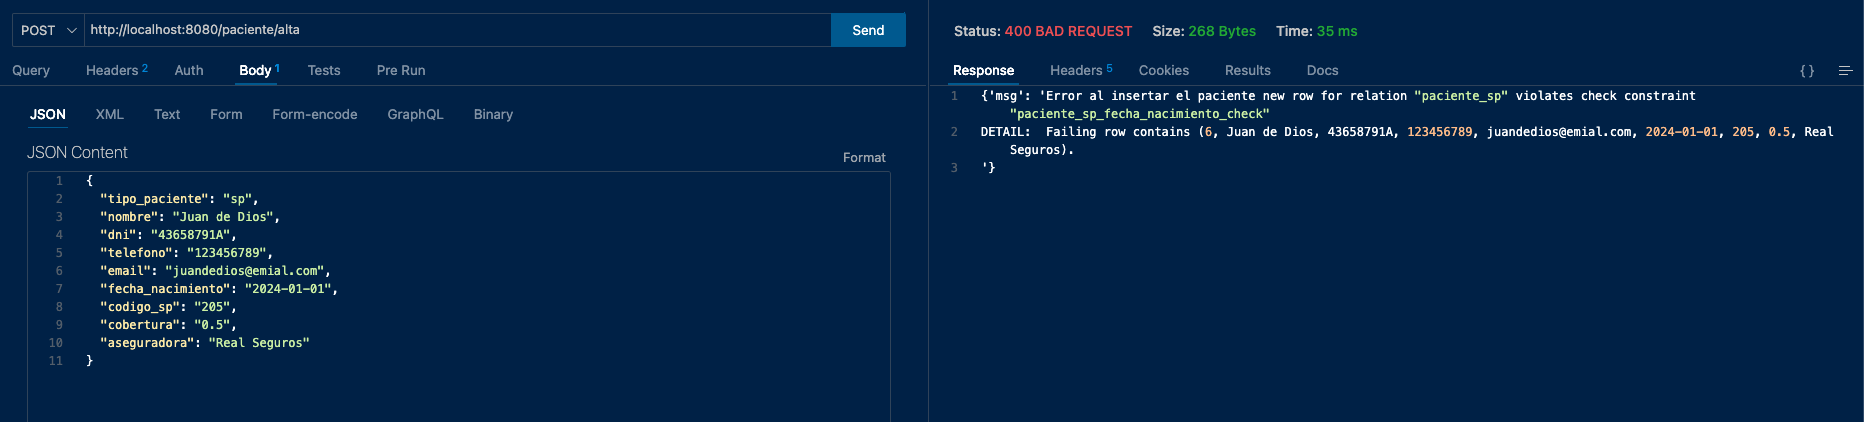 POST http://localhost:8080/paciente/alta Send
Query Headers 2 Auth Body 1 Tests Pre Run
JSON XML Text Form Form-encode GraphQL Binary
JSON Content
Format
1 {
2 "tipo_paciente": "sp",
3 "nombre": "Juan de Dios",
4 "dni": "43658791A",
5 "telefono": "123456789",
6 "email": "juandedios@emial.com",
7 "fecha_nacimiento": "2024-01-01",
8 "codigo_sp": "205",
9 "cobertura": "0.5",
10 "aseguradora": "Real Seguros"
11 }
Status: 400 BAD REQUEST Size: 268 Bytes Time: 35 ms
Response Headers 5 Cookies Results Docs { }
1 {'msg': 'Error al insertar el paciente new row for relation "paciente_sp" violates check constraint
"paciente_sp_fecha_nacimiento_check"
2 DETAIL:  Failing row contains (6, Juan de Dios, 43658791A, 123456789, juandedios@emial.com, 2024-01-01, 205, 0.5, Real
Seguros).
3 '}